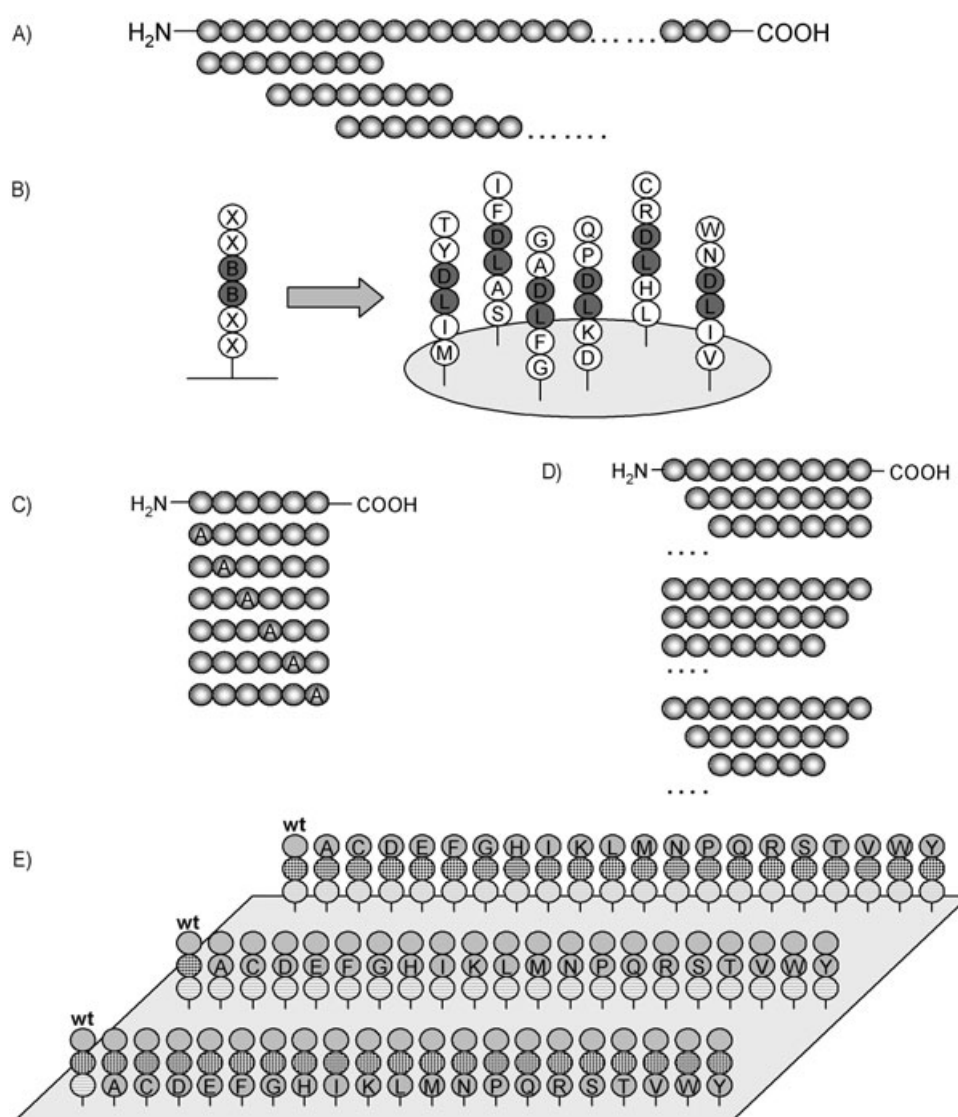 A)
H₂N
...... 
COOH
.......
B)
X
X
B
B
X
X
T
Y
D
L
I
M
I
F
D
L
A
S
G
A
D
L
F
G
Q
P
D
L
K
D
C
R
D
L
H
L
W
N
D
L
I
V
C)
H₂N
COOH
A
A
A
A
A
A
D)
H₂N
COOH
....
....
....
E)
wt
A C D E F G H I K L M N P Q R S T V W Y
wt
A C D E F G H I K L M N P Q R S T V W Y
wt
A C D E F G H I K L M N P Q R S T V W Y